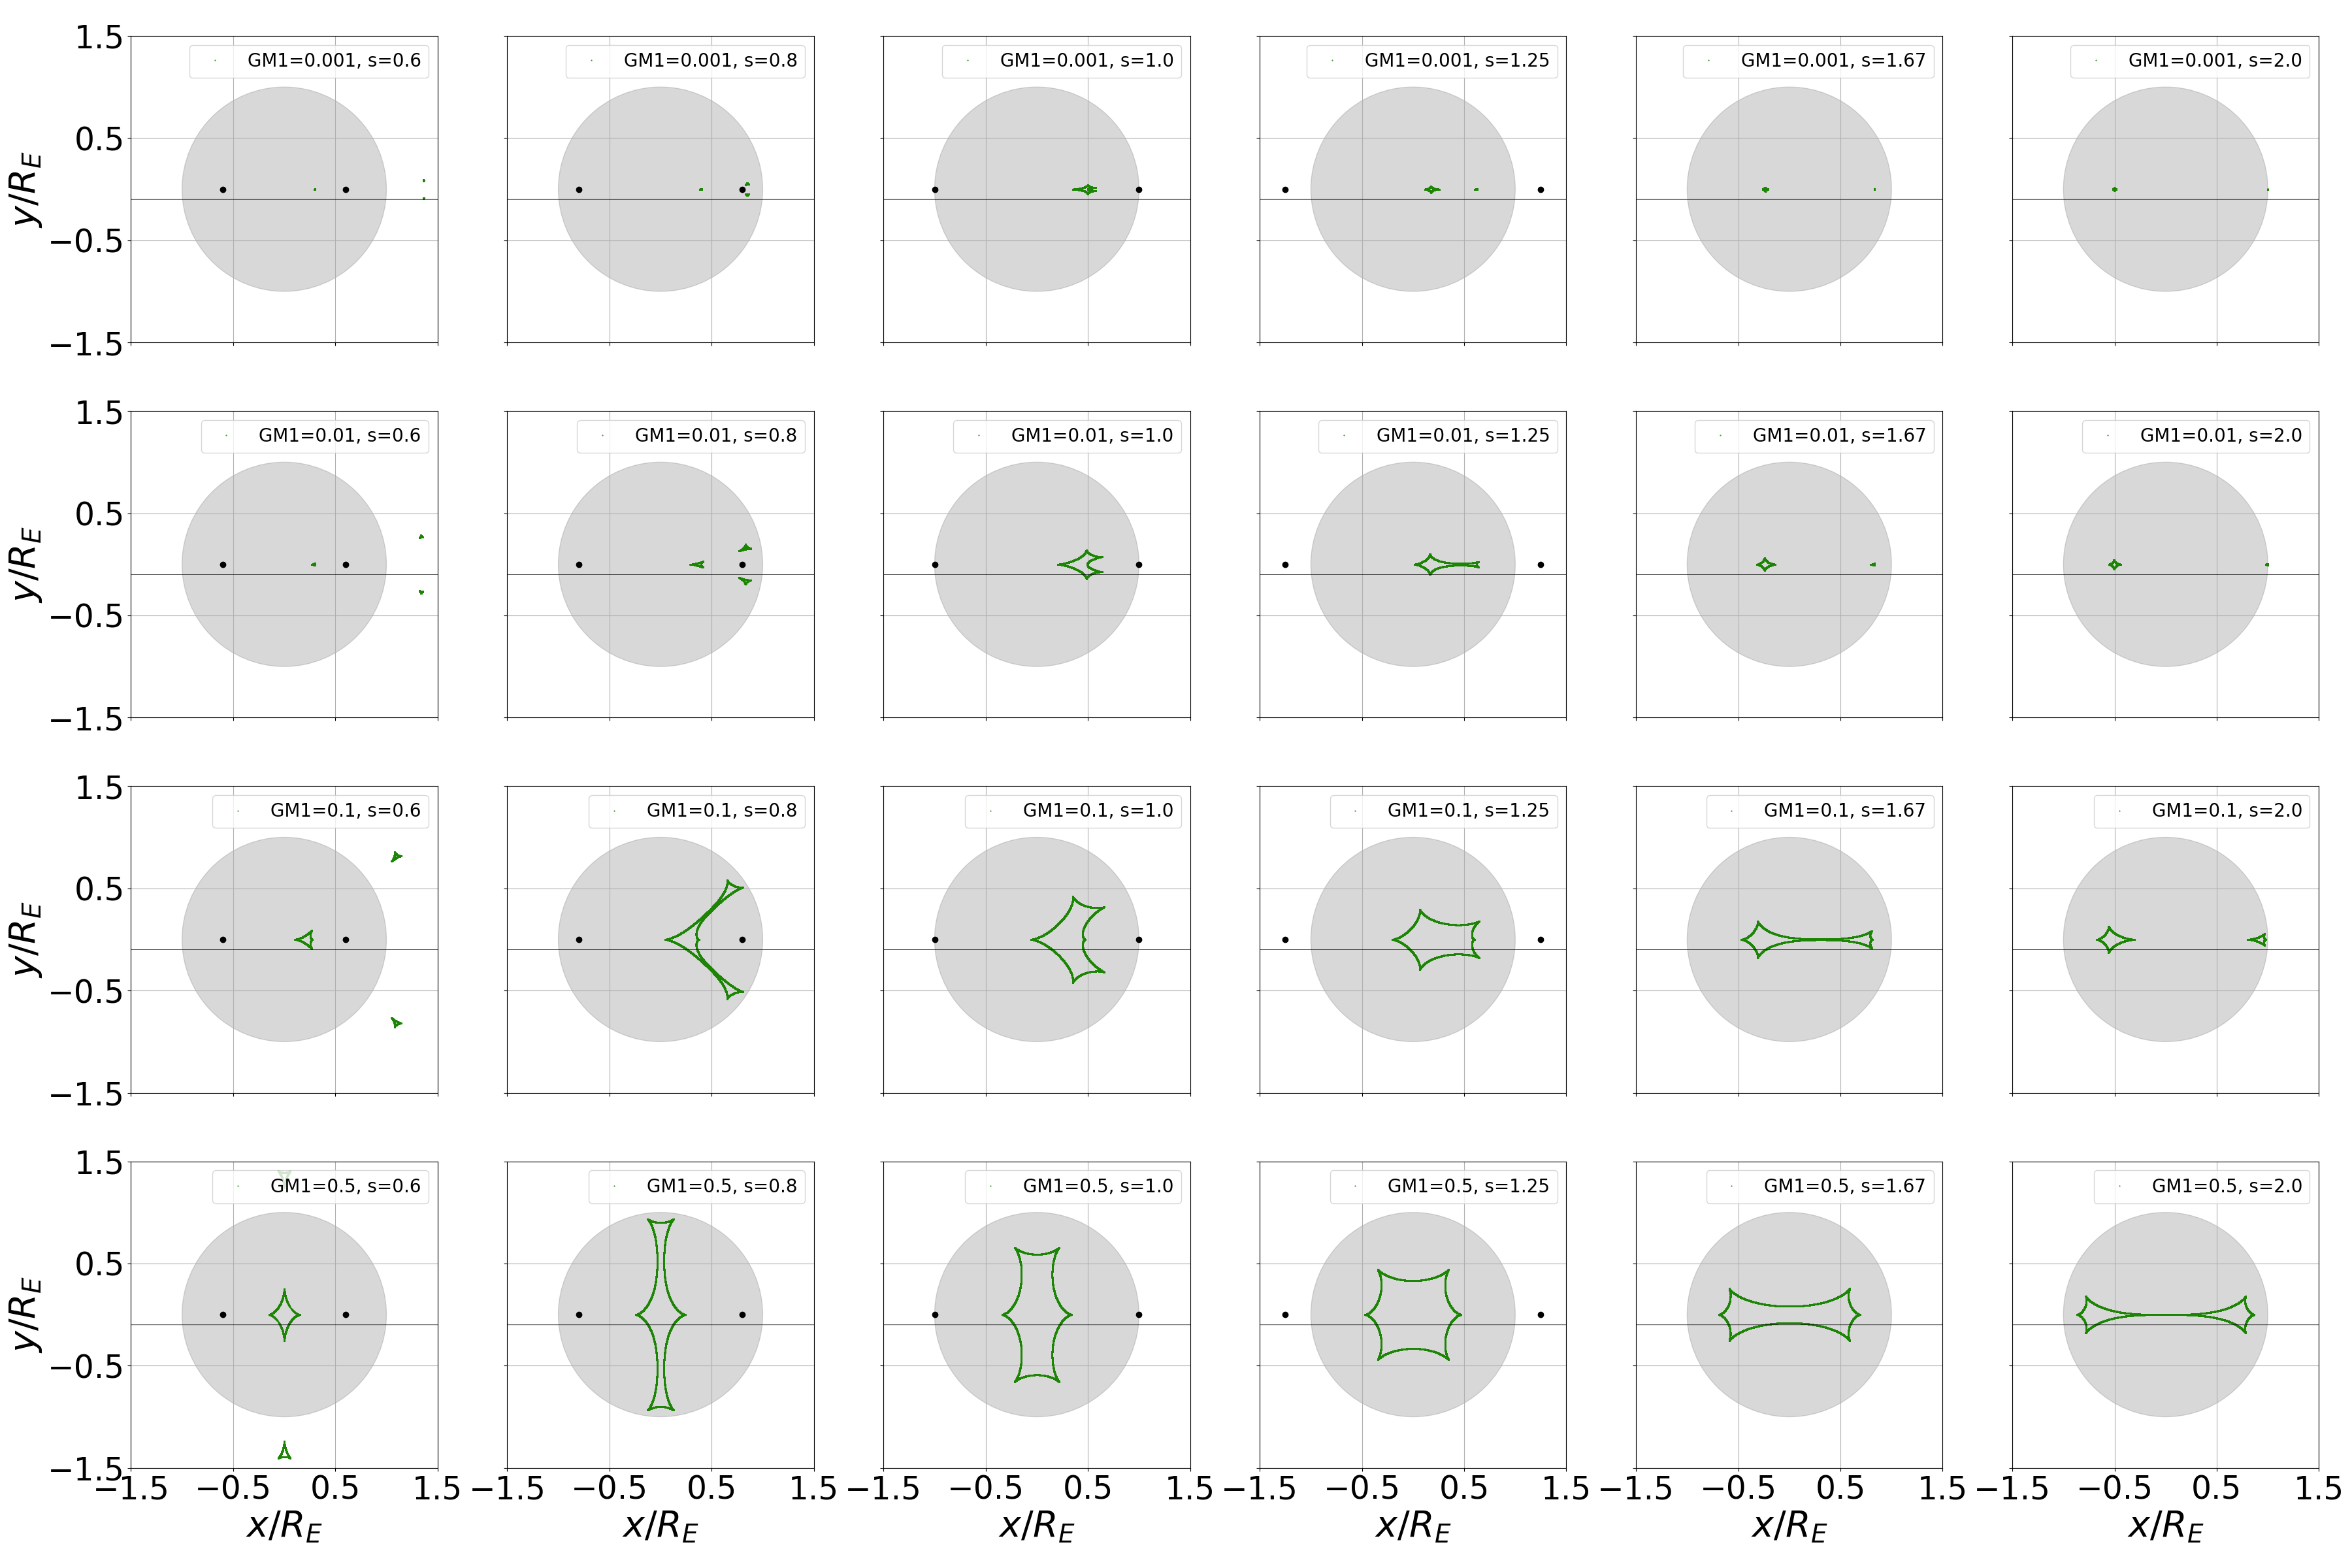 1.5
GM1=0.001, s=0.6
GM1=0.001, s=0.8
GM1=0.001, s=1.0
GM1=0.001, s=1.25
GM1=0.001, s=1.67
GM1=0.001, s=2.0
0.5
y/R_E
−0.5
−1.5
1.5
GM1=0.01, s=0.6
GM1=0.01, s=0.8
GM1=0.01, s=1.0
GM1=0.01, s=1.25
GM1=0.01, s=1.67
GM1=0.01, s=2.0
0.5
y/R_E
−0.5
−1.5
1.5
GM1=0.1, s=0.6
GM1=0.1, s=0.8
GM1=0.1, s=1.0
GM1=0.1, s=1.25
GM1=0.1, s=1.67
GM1=0.1, s=2.0
0.5
y/R_E
−0.5
−1.5
1.5
GM1=0.5, s=0.6
GM1=0.5, s=0.8
GM1=0.5, s=1.0
GM1=0.5, s=1.25
GM1=0.5, s=1.67
GM1=0.5, s=2.0
0.5
y/R_E
−0.5
−1.5
−1.5 −0.5 0.5 1.5
−1.5 −0.5 0.5 1.5
−1.5 −0.5 0.5 1.5
−1.5 −0.5 0.5 1.5
−1.5 −0.5 0.5 1.5
−1.5 −0.5 0.5 1.5
x/R_E
x/R_E
x/R_E
x/R_E
x/R_E
x/R_E